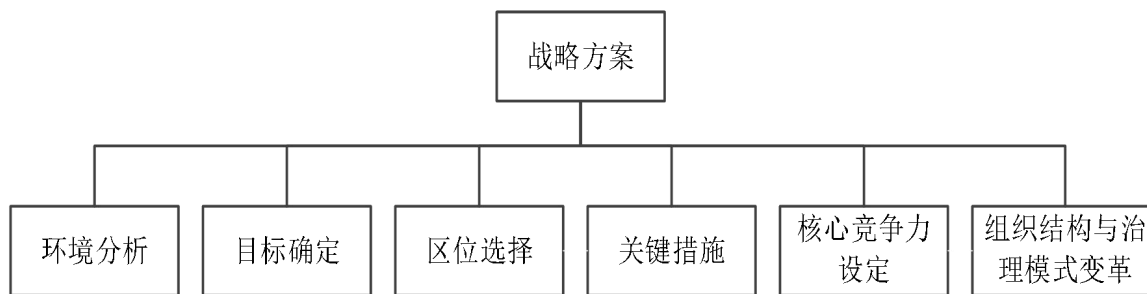 战略方案
环境分析
目标确定
区位选择
关键措施
核心竞争力
设定
组织结构与治
理模式变革